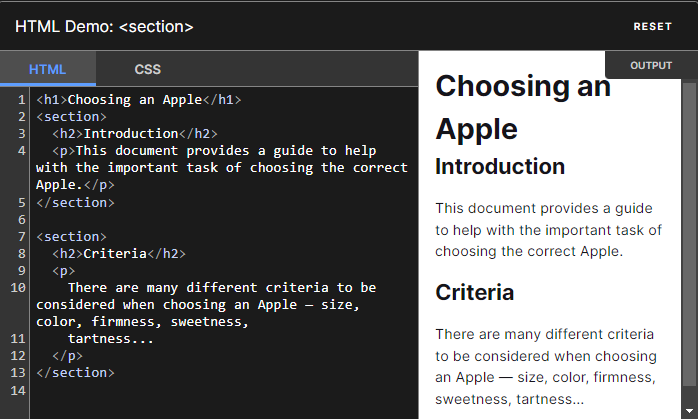 HTML Demo: <section>
RESET
HTML
CSS
OUTPUT
1 <h1>Choosing an Apple</h1>
2 <section>
3   <h2>Introduction</h2>
4   <p>This document provides a guide to help
with the important task of choosing the correct
Apple.</p>
5 </section>
6
7 <section>
8   <h2>Criteria</h2>
9   <p>
10     There are many different criteria to be
considered when choosing an Apple — size,
color, firmness, sweetness,
11     tartness...
12   </p>
13 </section>
14
Choosing an
Apple
Introduction
This document provides a guide
to help with the important task of
choosing the correct Apple.
Criteria
There are many different criteria
to be considered when choosing
an Apple — size, color, firmness,
sweetness, tartness...